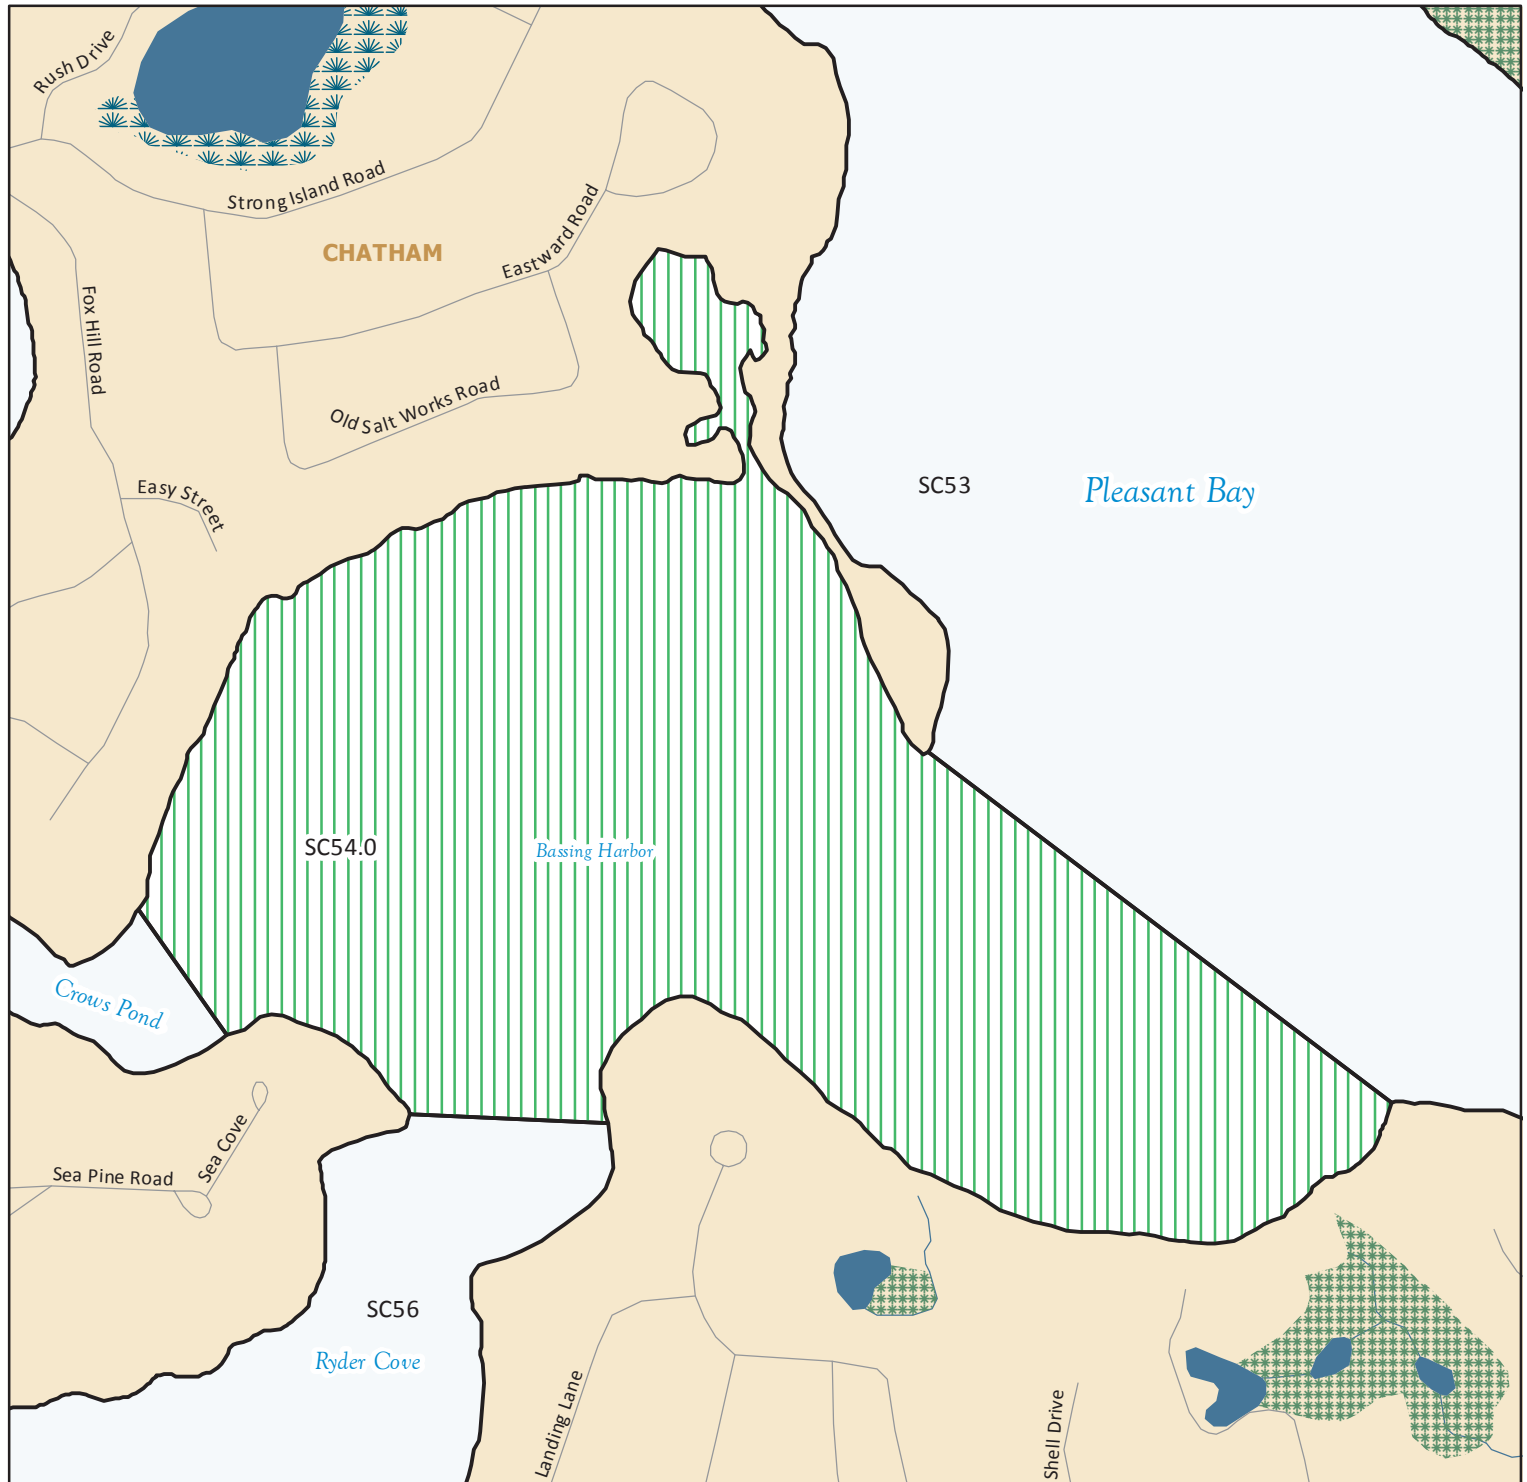 Rush Drive
Strong Island Road
CHATHAM
Eastward Road
Fox Hill Road
Old Salt Works Road
Easy Street
SC53
Pleasant Bay
SC54.0
Bassing Harbor
Crows Pond
Sea Cove
Sea Pine Road
SC56
Ryder Cove
Landing Lane
Shell Drive